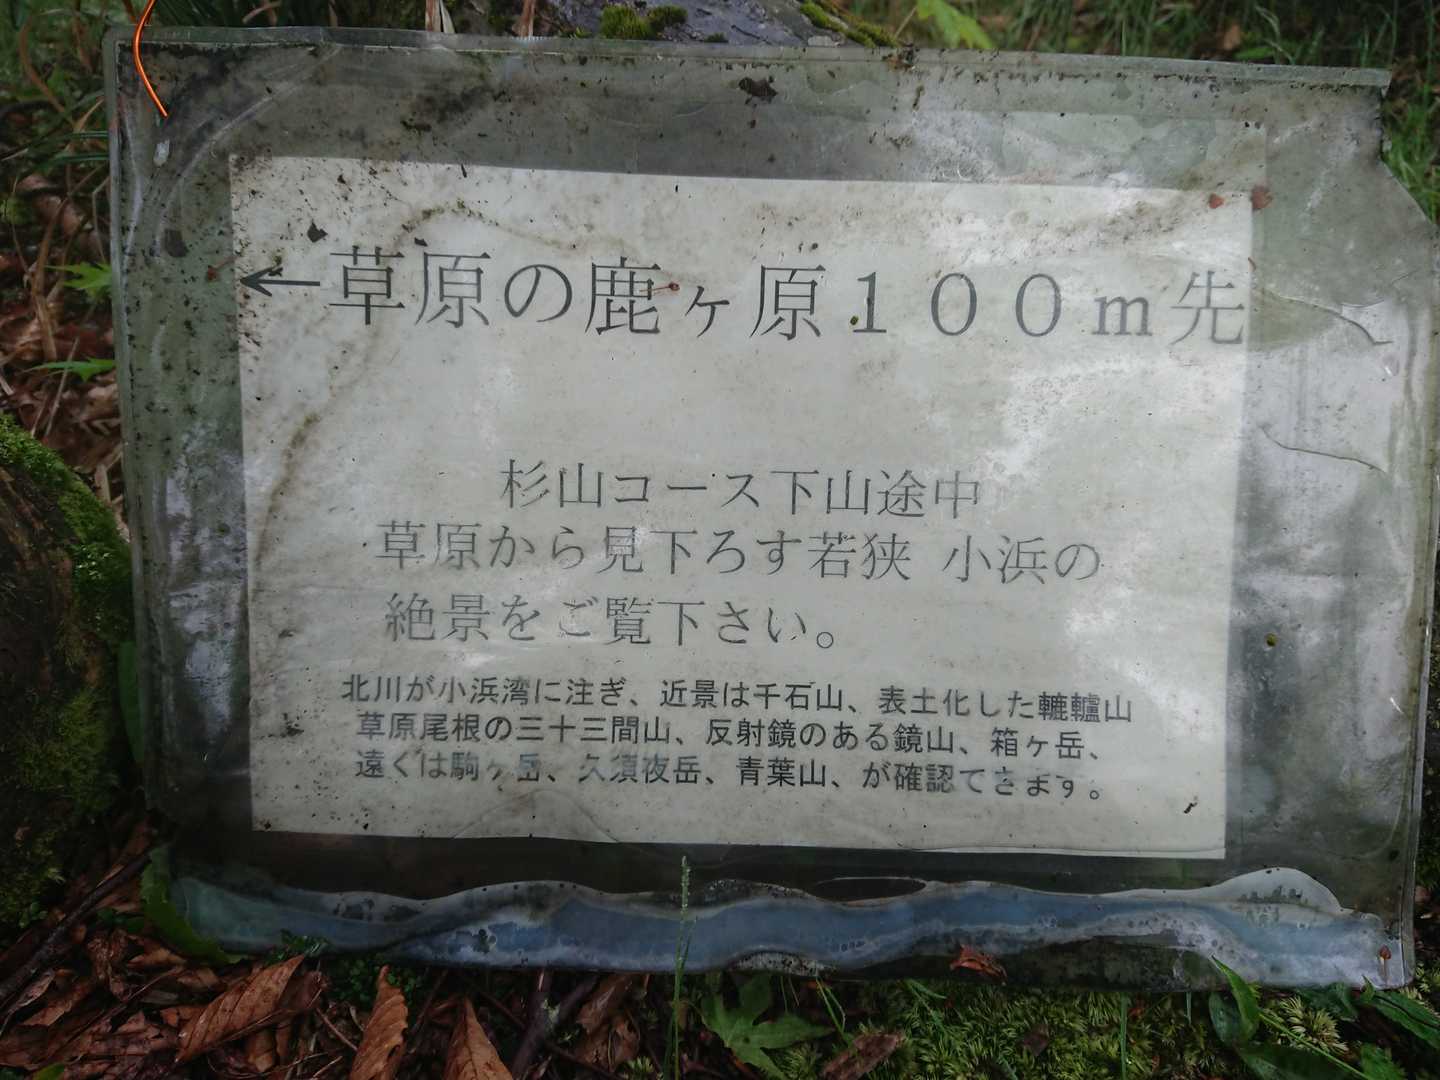 ←草原の鹿ヶ原１００ｍ先
杉山コース下山途中
草原から見下ろす若狭 小浜の
絶景をご覧下さい。
北川が小浜湾に注ぎ、近景は千石山、表土化した轆轤山
草原尾根の三十三間山、反射鏡のある鏡山、箱ヶ岳、
遠くは駒ヶ岳、久須夜岳、青葉山、が確認できます。